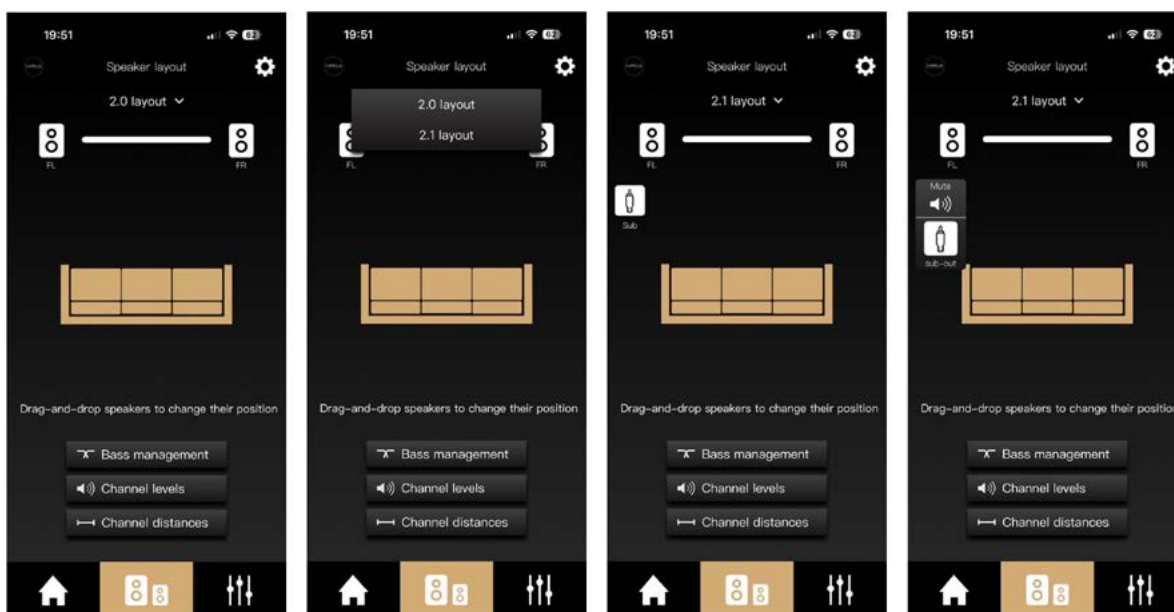 19:51
62
Speaker layout
2.0 layout
FL
FR
Drag-and-drop speakers to change their position
Bass management
Channel levels
Channel distances
19:51
62
Speaker layout
2.0 layout
2.1 layout
FL
FR
Drag-and-drop speakers to change their position
Bass management
Channel levels
Channel distances
19:51
62
Speaker layout
2.1 layout
FL
FR
Sub
Drag-and-drop speakers to change their position
Bass management
Channel levels
Channel distances
19:51
62
Speaker layout
2.1 layout
FL
FR
Mute
sub-out
Drag-and-drop speakers to change their position
Bass management
Channel levels
Channel distances